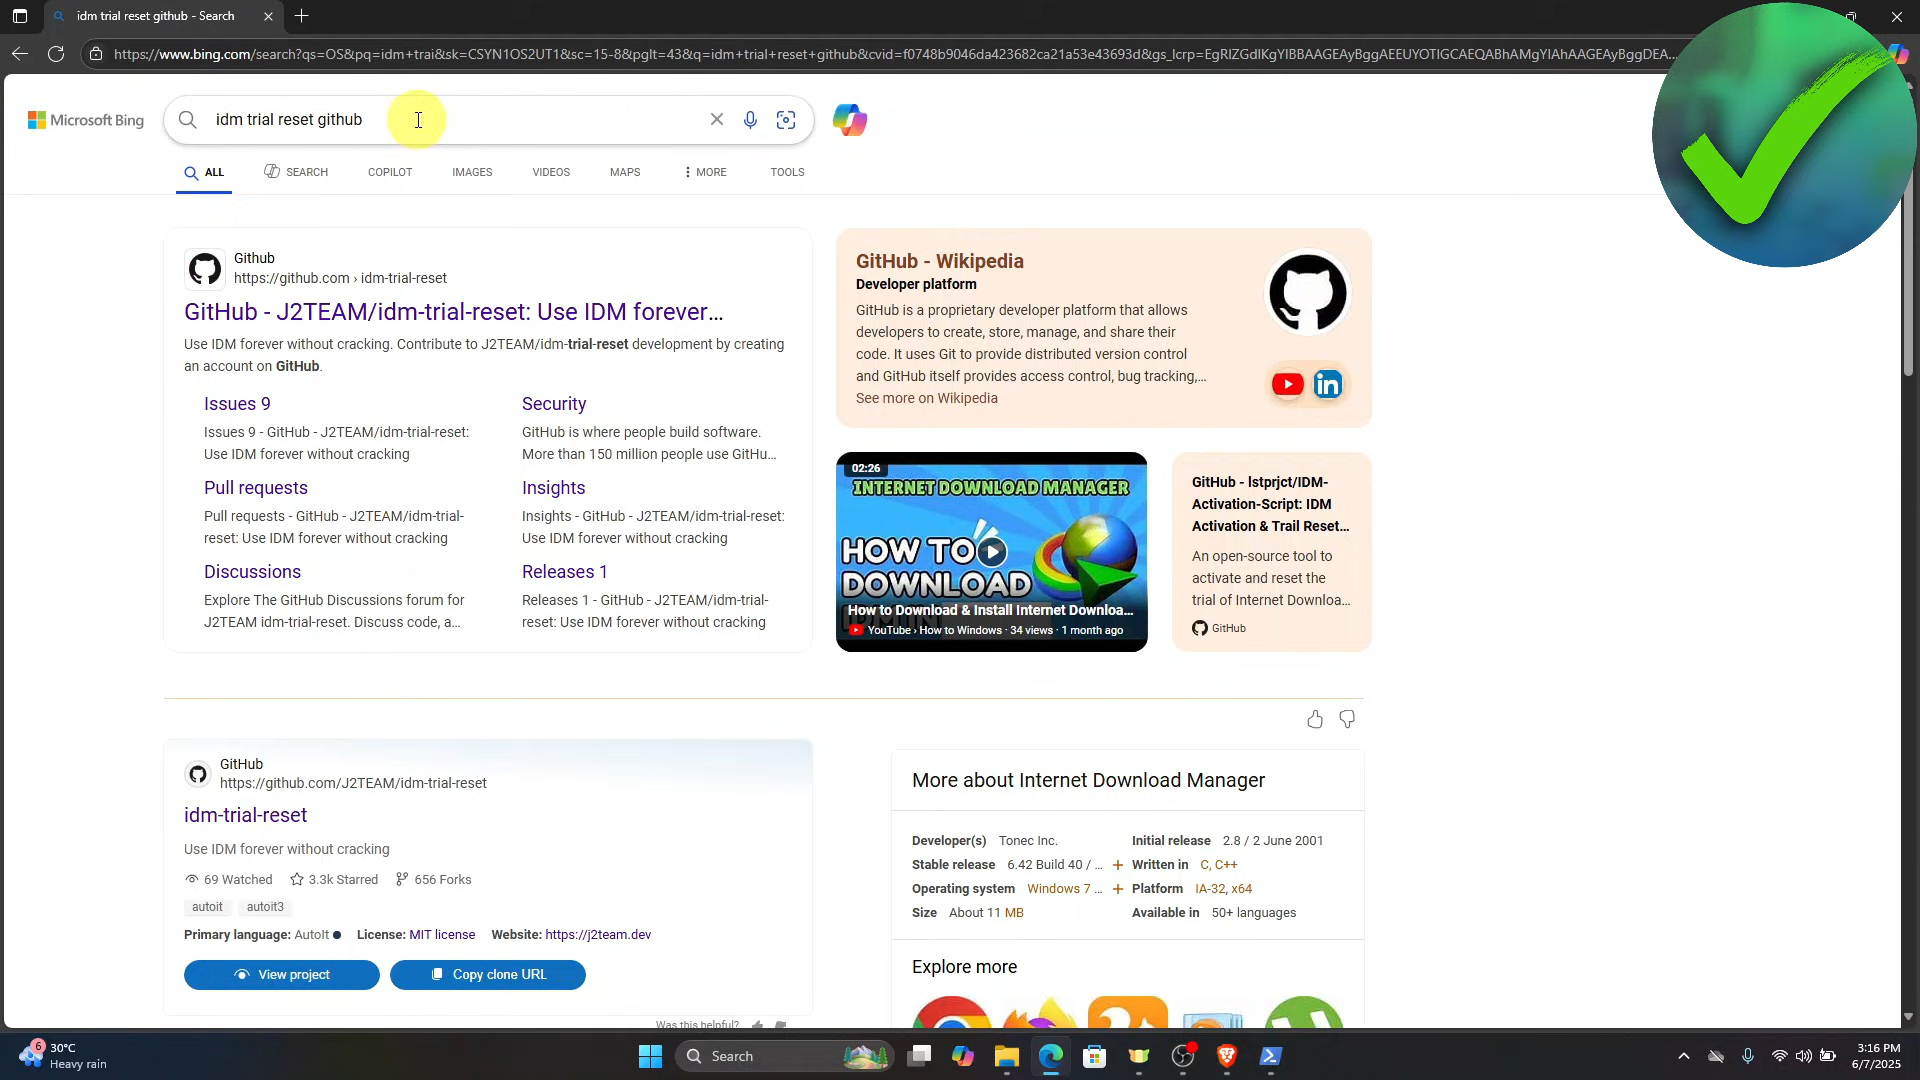 idm trial reset github - Search
https://www.bing.com/search?qs=OS&pq=idm+trai&sk=CSYN1OS2UT1&sc=15-8&pglt=43&q=idm+trial+reset+github&cvid=f0748b9046da423682ca21a53e43693d&gs_lcrp=EgRlZGdlKgYIBBAAGEAyBggAEEUYOTIGCAEQABhAMgYIAhAAGEAyBggDEA...
Microsoft Bing
idm trial reset github
ALL
SEARCH
COPILOT
IMAGES
VIDEOS
MAPS
MORE
TOOLS
Github
https://github.com › idm-trial-reset
GitHub - J2TEAM/idm-trial-reset: Use IDM forever…
Use IDM forever without cracking. Contribute to J2TEAM/idm-trial-reset development by creating
an account on GitHub.
Issues 9
Issues 9 - GitHub - J2TEAM/idm-trial-reset:
Use IDM forever without cracking
Security
GitHub is where people build software.
More than 150 million people use GitHu…
Pull requests
Pull requests - GitHub - J2TEAM/idm-trial-
reset: Use IDM forever without cracking
Insights
Insights - GitHub - J2TEAM/idm-trial-reset:
Use IDM forever without cracking
Discussions
Explore The GitHub Discussions forum for
J2TEAM idm-trial-reset. Discuss code, a…
Releases 1
Releases 1 - GitHub - J2TEAM/idm-trial-
reset: Use IDM forever without cracking
GitHub - Wikipedia
Developer platform
GitHub is a proprietary developer platform that allows
developers to create, store, manage, and share their
code. It uses Git to provide distributed version control
and GitHub itself provides access control, bug tracking,…
See more on Wikipedia
02:26
INTERNET DOWNLOAD MANAGER
HOW TO
DOWNLOAD
How to Download & Install Internet Downloa…
YouTube › How to Windows · 34 views · 1 month ago
GitHub - lstprjct/IDM-
Activation-Script: IDM
Activation & Trail Reset…
An open-source tool to
activate and reset the
trial of Internet Downloa…
GitHub
GitHub
https://github.com/J2TEAM/idm-trial-reset
idm-trial-reset
Use IDM forever without cracking
69 Watched
3.3k Starred
656 Forks
autoit
autoit3
Primary language: AutoIt
License: MIT license
Website: https://j2team.dev
View project
Copy clone URL
Was this helpful?
More about Internet Download Manager
Developer(s) Tonec Inc.
Initial release 2.8 / 2 June 2001
Stable release 6.42 Build 40 / …
Written in C, C++
Operating system Windows 7 …
Platform IA-32, x64
Size About 11 MB
Available in 50+ languages
Explore more
6
30°C
Heavy rain
Search
3:16 PM
6/7/2025